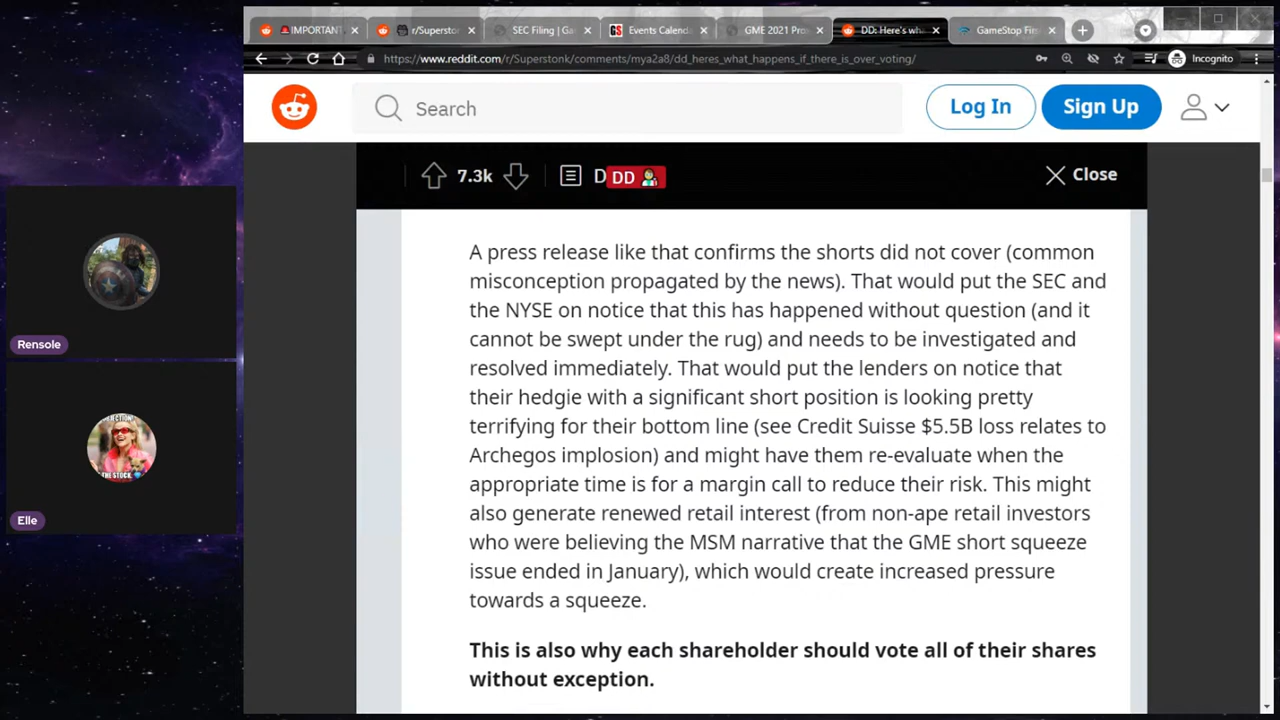 IMPORTAN
r/Supersto
SEC Filing | Ga
GS Events Calenda
GME 2021 Pro
DD: Here's wha
GameStop Fir
https://www.reddit.com/r/Superstonk/comments/mya2a8/dd_heres_what_happens_if_there_is_over_voting/
Incognito
Search
Log In
Sign Up
7.3k
D DD
Close
A press release like that confirms the shorts did not cover (common
misconception propagated by the news). That would put the SEC and
the NYSE on notice that this has happened without question (and it
cannot be swept under the rug) and needs to be investigated and
resolved immediately. That would put the lenders on notice that
their hedgie with a significant short position is looking pretty
terrifying for their bottom line (see Credit Suisse $5.5B loss relates to
Archegos implosion) and might have them re-evaluate when the
appropriate time is for a margin call to reduce their risk. This might
also generate renewed retail interest (from non-ape retail investors
who were believing the MSM narrative that the GME short squeeze
issue ended in January), which would create increased pressure
towards a squeeze.
This is also why each shareholder should vote all of their shares
without exception.
Rensole
THE STOCK
Elle